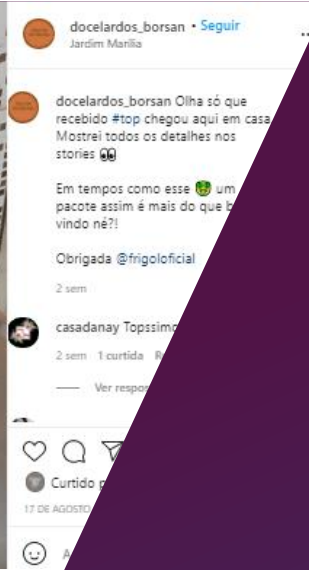 docelardos_borsan • Seguir
Jardim Marilia
docelardos_borsan Olha só que
recebido #top chegou aqui em casa
Mostrei todos os detalhes nos
stories 👀
Em tempos como esse 🐲 um
pacote assim é mais do que
vindo né?!
Obrigada @frigoloficial
2 sem
casadanay Topssimo
2 sem 1 curtida
Ver
Curtido
17 DE AGOSTO